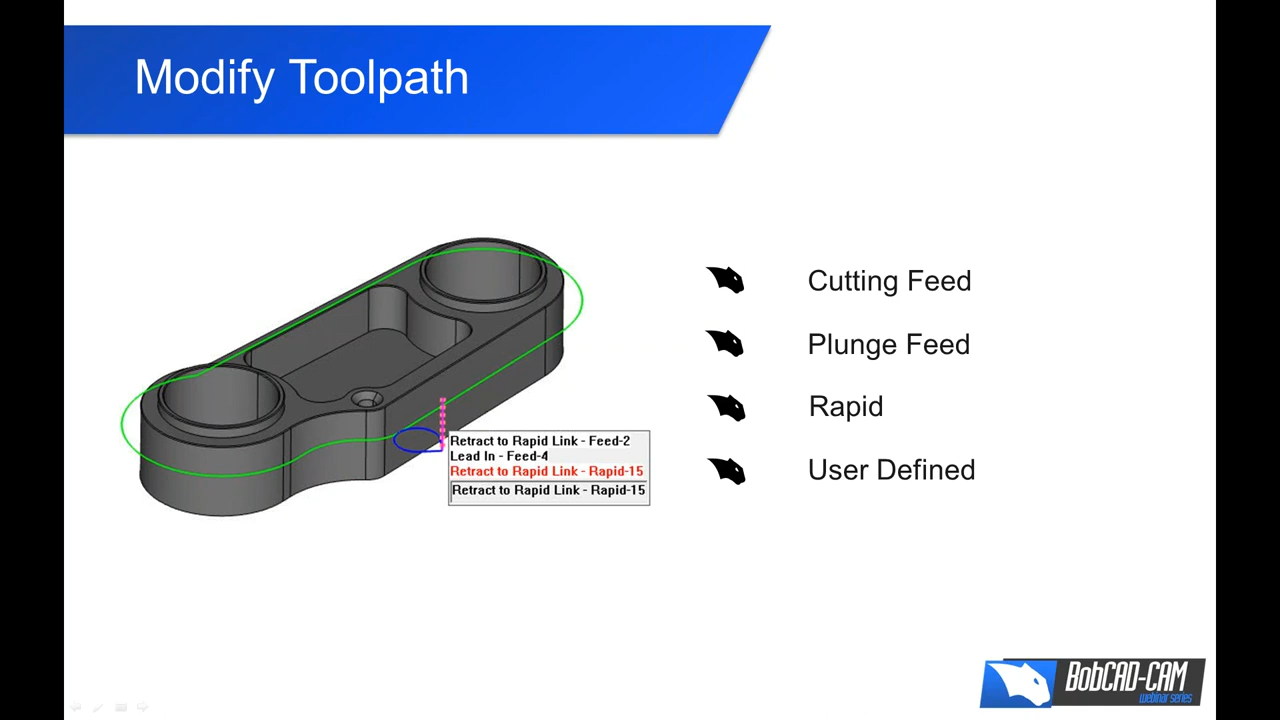 Modify Toolpath
Cutting Feed
Plunge Feed
Rapid
User Defined
Retract to Rapid Link - Feed-2
Lead In - Feed-4
Retract to Rapid Link - Rapid-15
Retract to Rapid Link - Rapid-15
BobCAD-CAM
webinar series